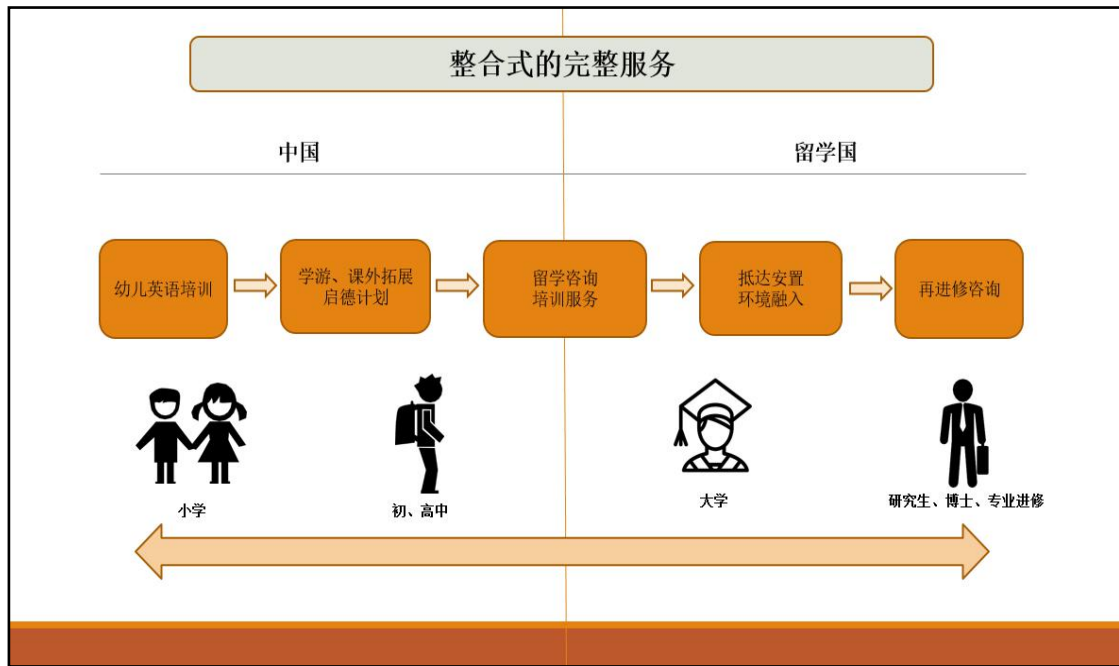 整合式的完整服务
中国
留学国
幼儿英语培训
学游、课外拓展
启德计划
留学咨询
培训服务
抵达安置
环境融入
再进修咨询
小学
初、高中
大学
研究生、博士、专业进修